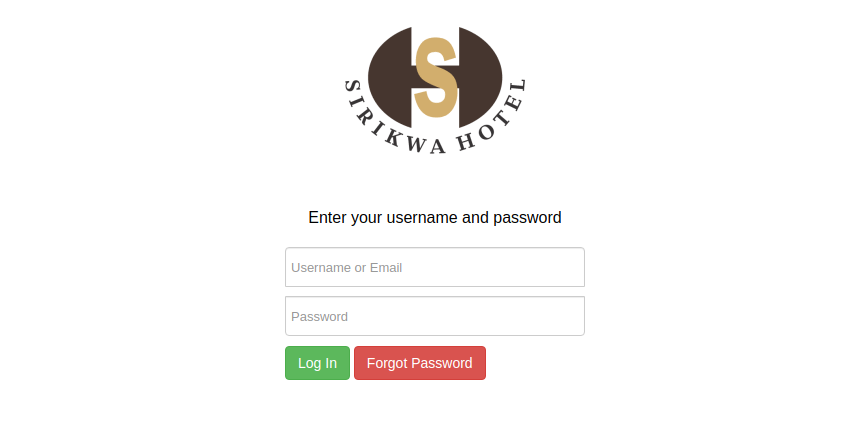 S
SIRIKWA HOTEL
Enter your username and password
Username or Email
Password
Log In Forgot Password